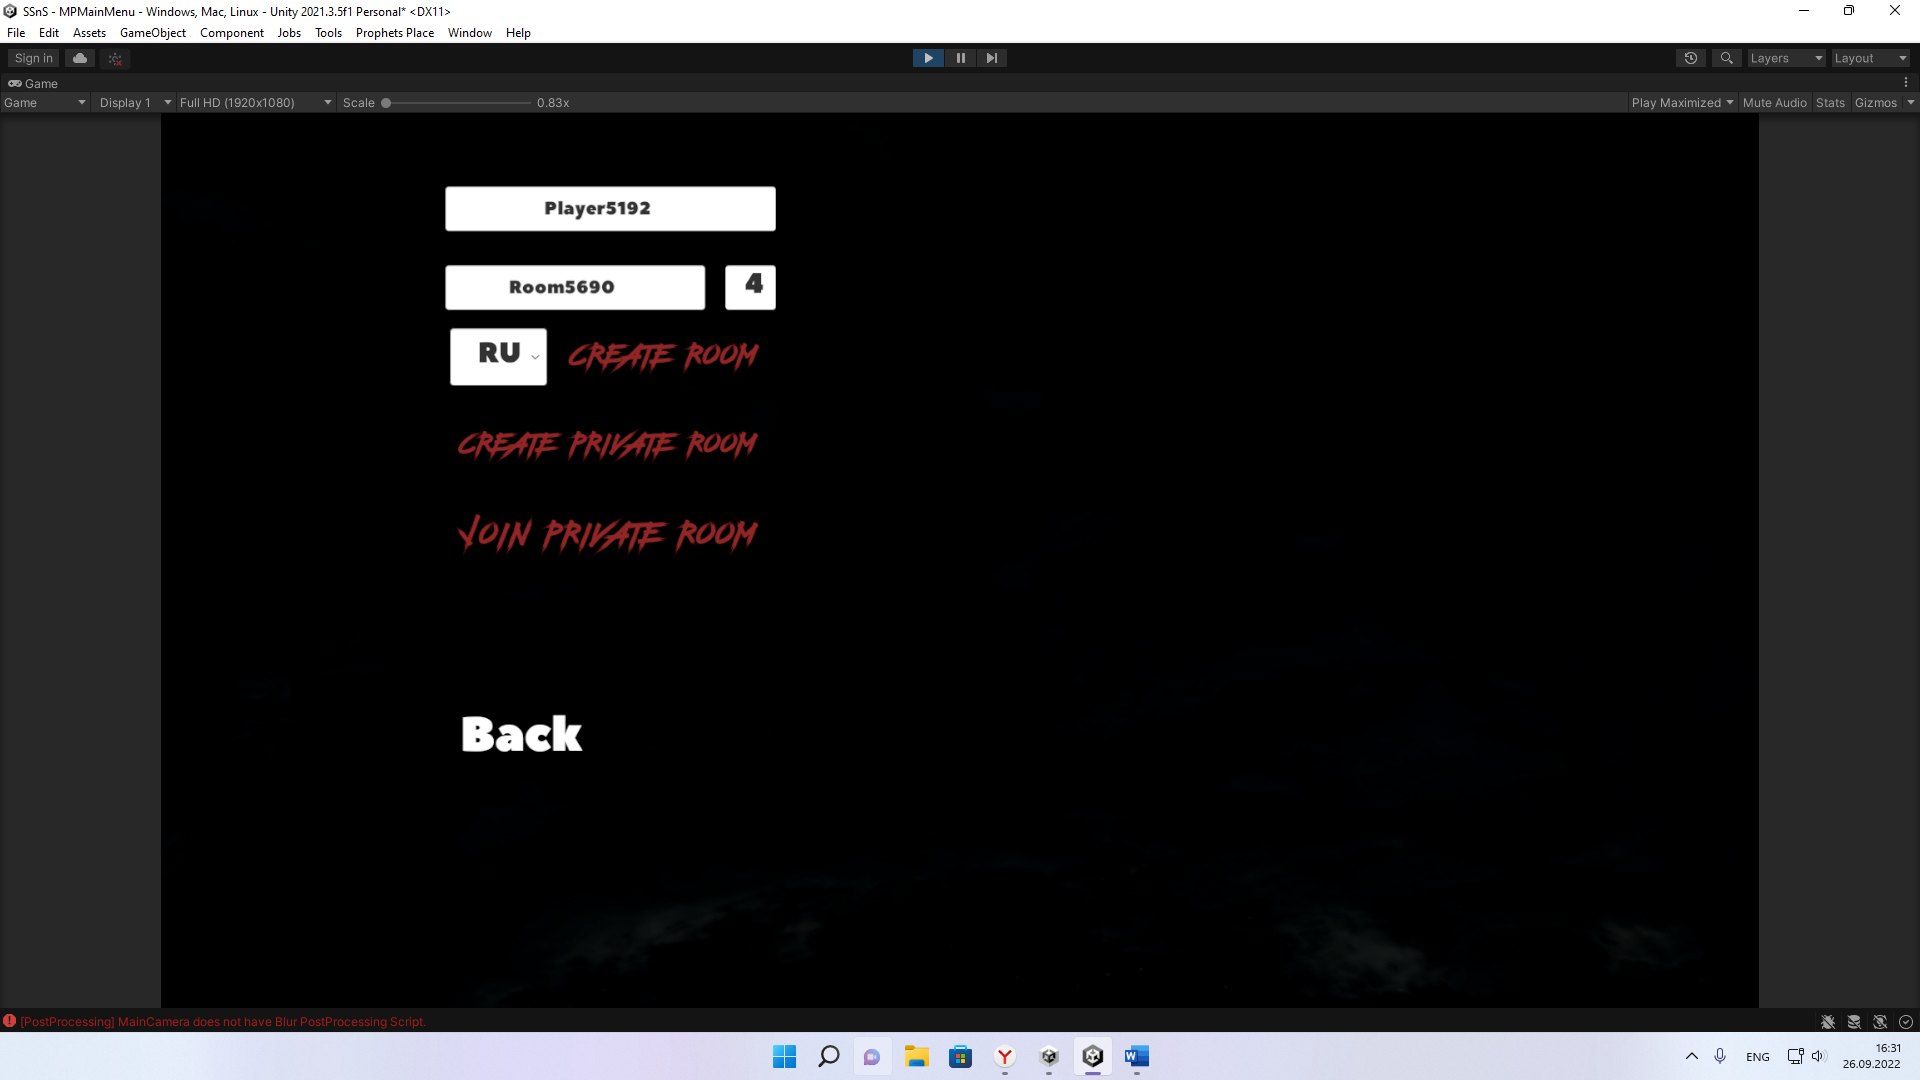 SSnS - MPMainMenu - Windows, Mac, Linux - Unity 2021.3.5f1 Personal* <DX11>
File Edit Assets GameObject Component Jobs Tools Prophets Place Window Help
Sign in
Layers Layout
Game
Game Display 1 Full HD (1920x1080) Scale 0.83x Play Maximized Mute Audio Stats Gizmos
Player5192
Room5690 4
RU CREATE ROOM
CREATE PRIVATE ROOM
JOIN PRIVATE ROOM
Back
[PostProcessing] MainCamera does not have Blur PostProcessing Script.
ENG 16:31
26.09.2022